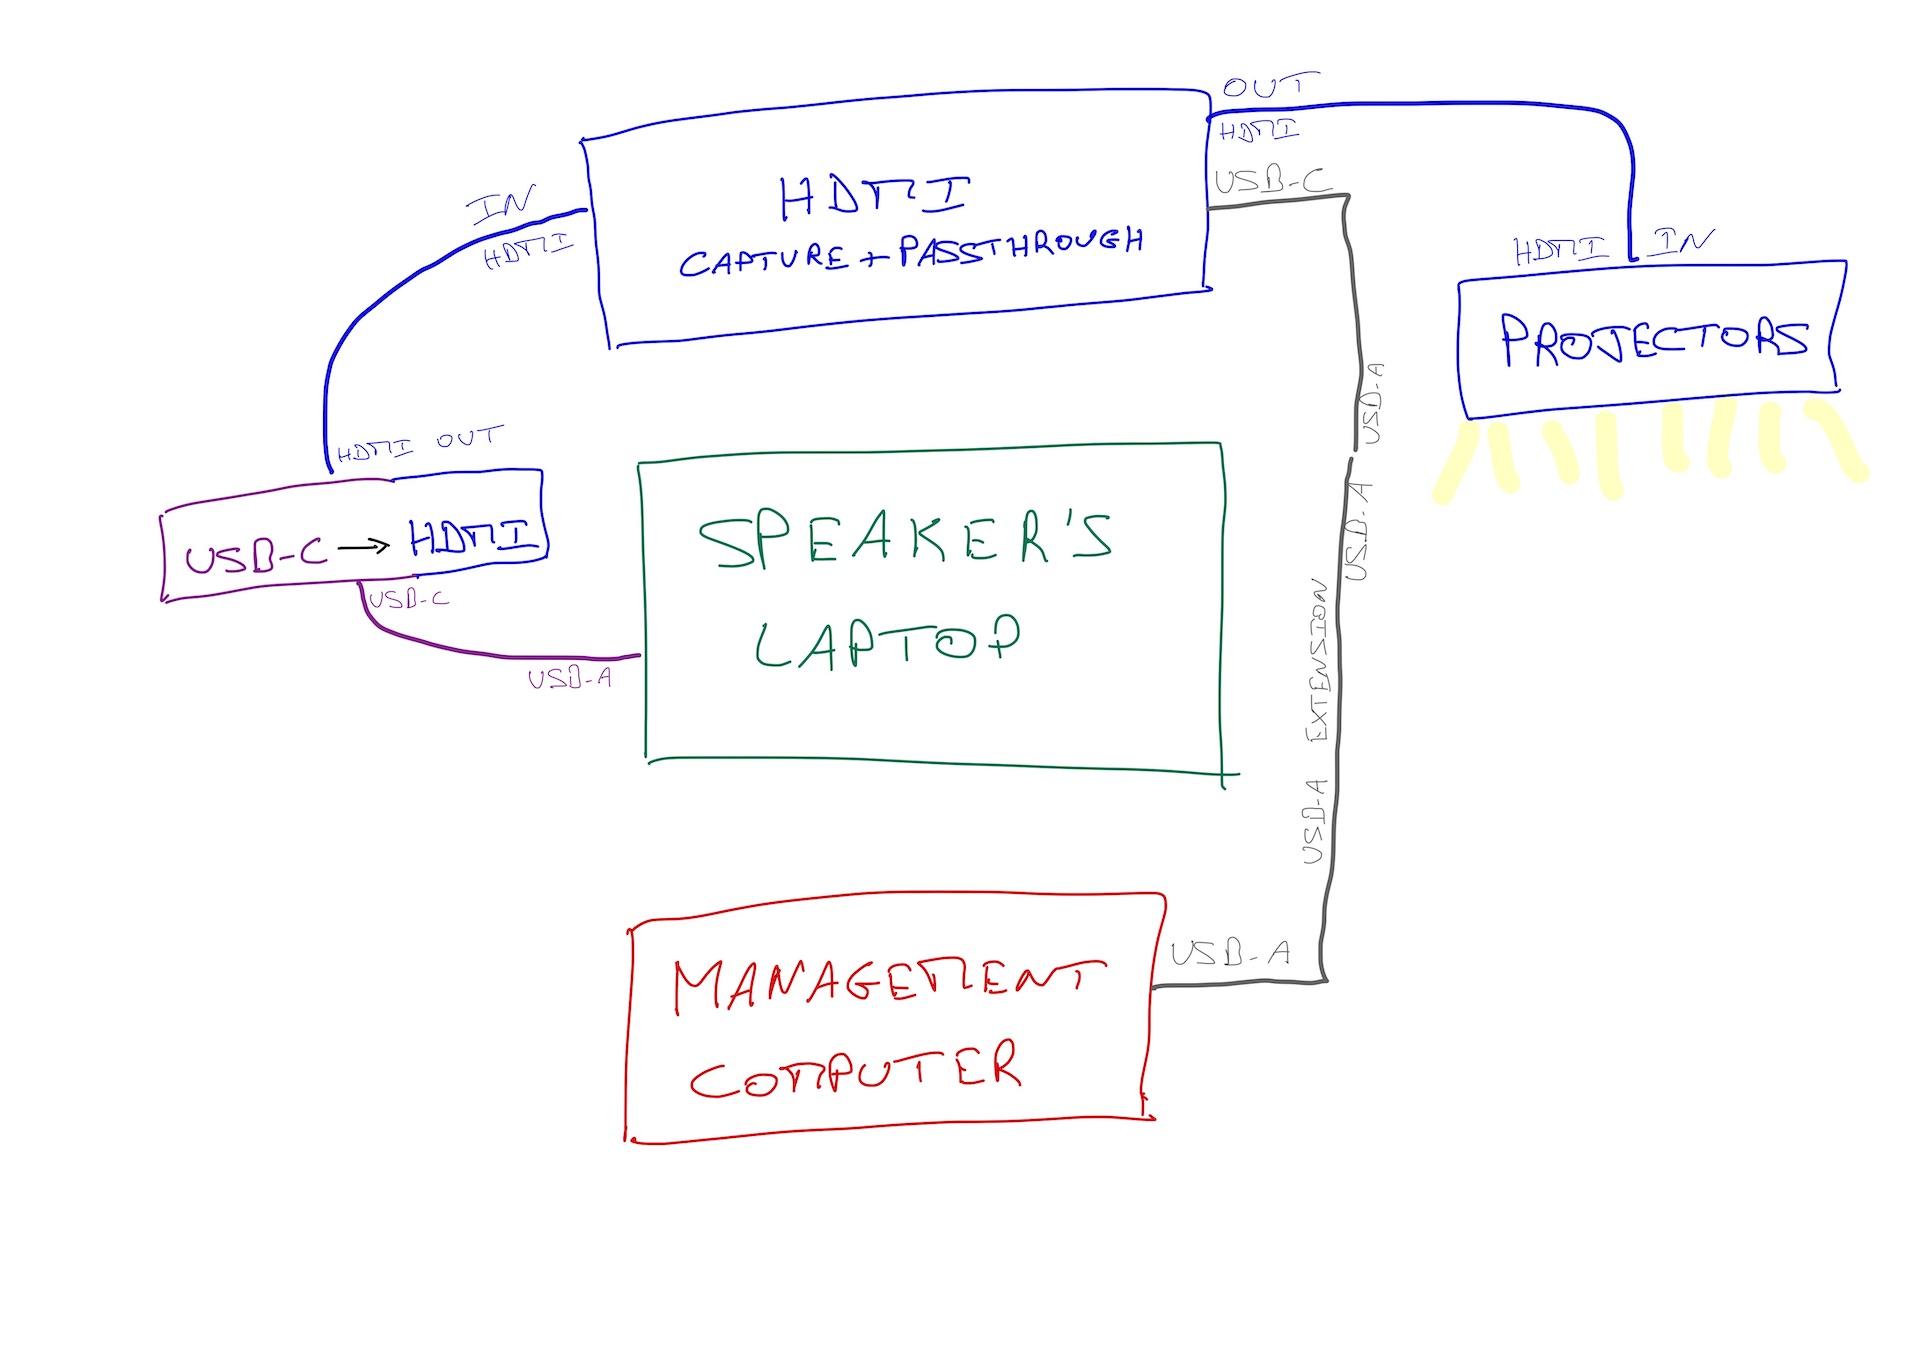 OUT
HDMI
USB-C
IN
HDMI
HDMI
CAPTURE + PASSTHROUGH
HDMI IN
PROJECTORS
USB-A
HDMI OUT
USB-C → HDMI
USB-C
USB-A
SPEAKER'S
LAPTOP
USB-A
USB-A EXTENSION
USB-A
MANAGEMENT
COMPUTER